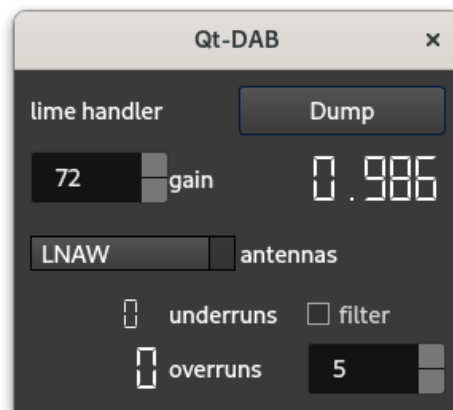 Qt-DAB ×
lime handler Dump
72 gain 0.986
LNAW antennas
0 underruns filter
0 overruns 5